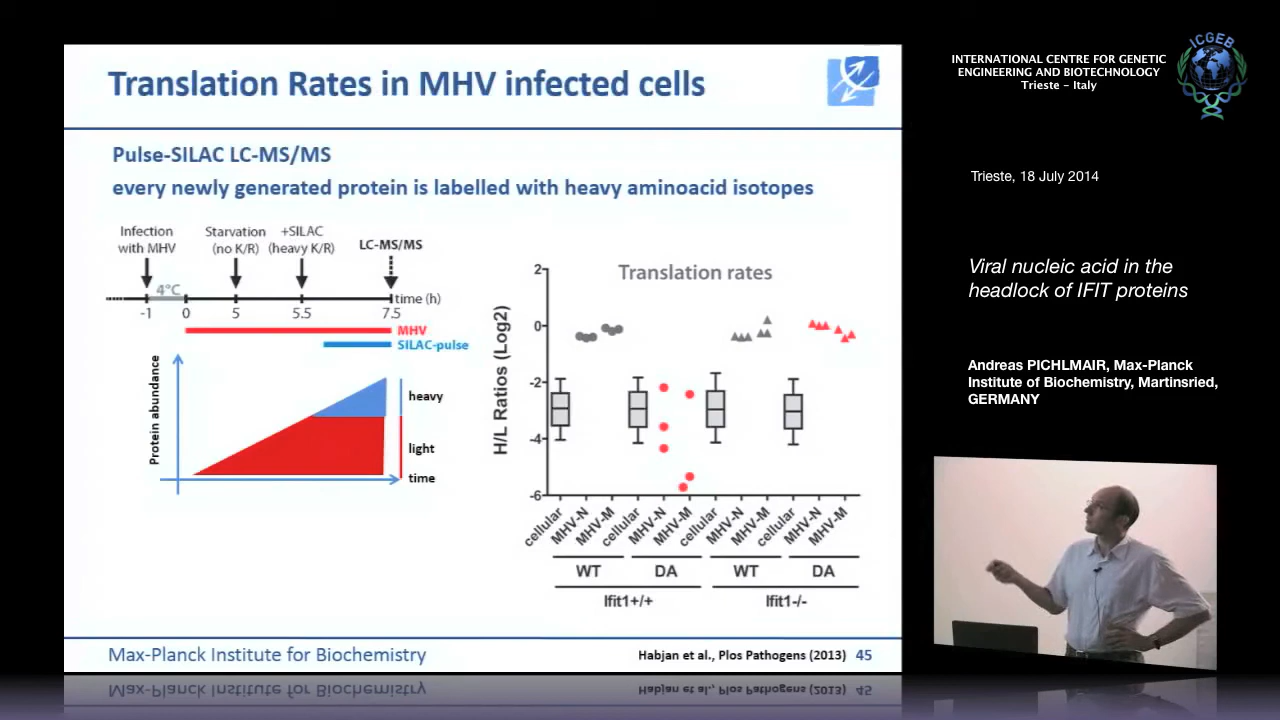 Translation Rates in MHV infected cells
Pulse-SILAC LC-MS/MS
every newly generated protein is labelled with heavy aminoacid isotopes
Infection
with MHV
Starvation
(no K/R)
+SILAC
(heavy K/R)
LC-MS/MS
4°C
time (h)
-1 0 5 5.5 7.5
MHV
SILAC-pulse
Protein abundance
heavy
light
time
Translation rates
H/L Ratios (Log2)
2
0
-2
-4
-6
cellular MHV-N MHV-M cellular MHV-N MHV-M cellular MHV-N MHV-M cellular MHV-N MHV-M
WT DA WT DA
Ifit1+/+ Ifit1-/-
Max-Planck Institute for Biochemistry
Habjan et al., Plos Pathogens (2013) 45
INTERNATIONAL CENTRE FOR GENETIC
ENGINEERING AND BIOTECHNOLOGY
Trieste - Italy
ICGEB
Trieste, 18 July 2014
Viral nucleic acid in the
headlock of IFIT proteins
Andreas PICHLMAIR, Max-Planck
Institute of Biochemistry, Martinsried,
GERMANY